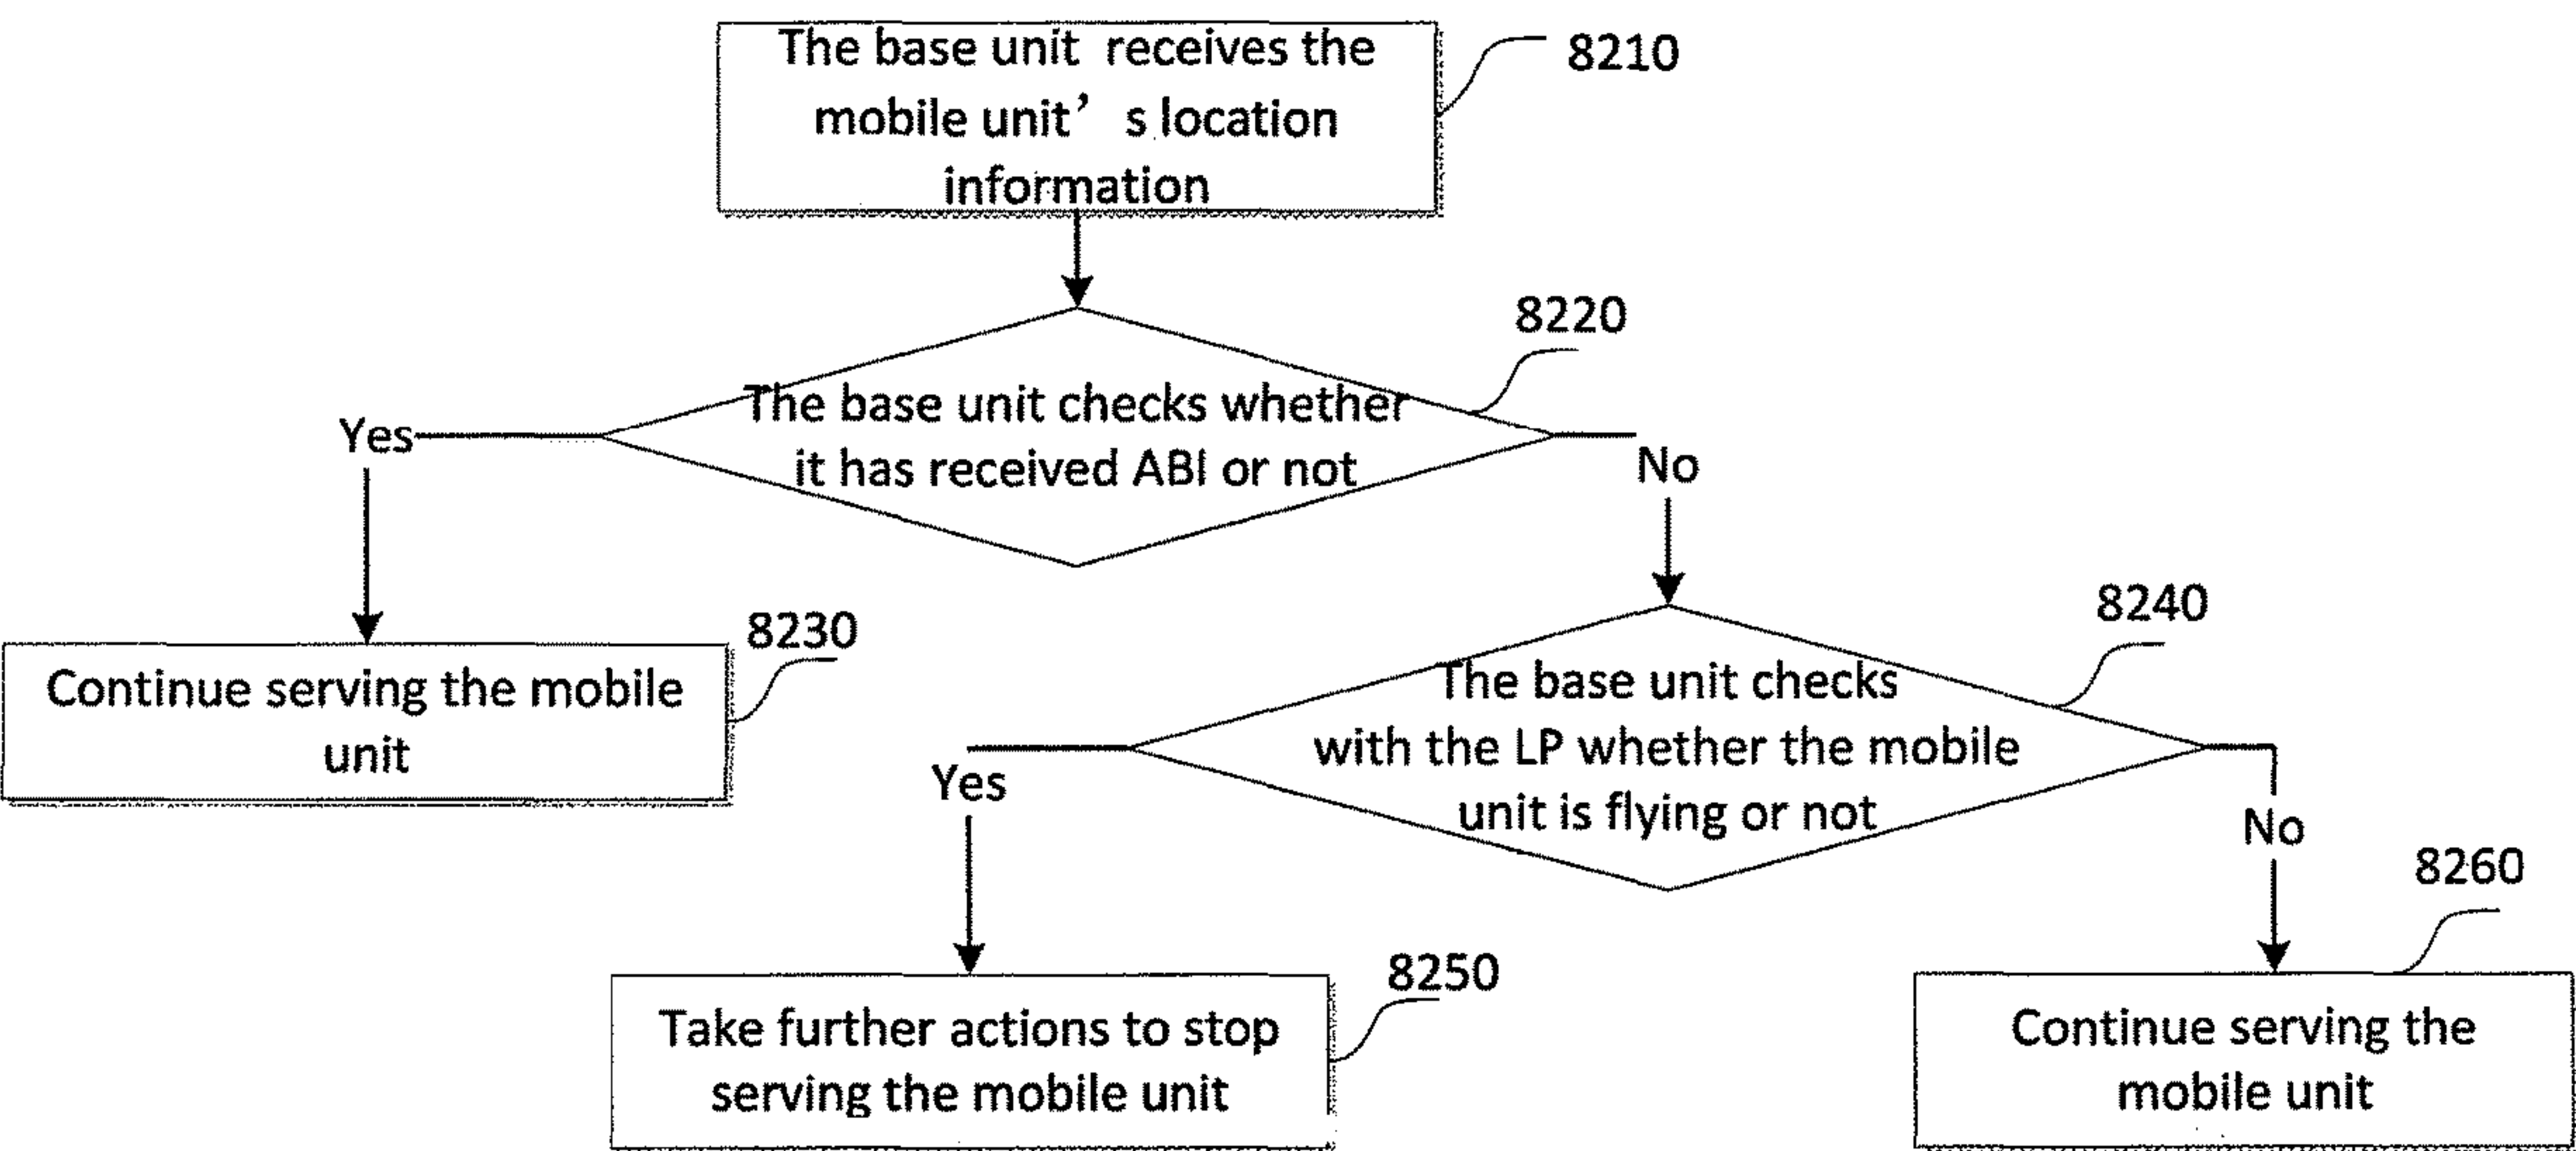 The base unit receives the
mobile unit’ s location
information
8210
8220
The base unit checks whether
it has received ABI or not
Yes
No
8230
Continue serving the mobile
unit
8240
The base unit checks
with the LP whether the mobile
unit is flying or not
Yes
No
8250
Take further actions to stop
serving the mobile unit
8260
Continue serving the
mobile unit